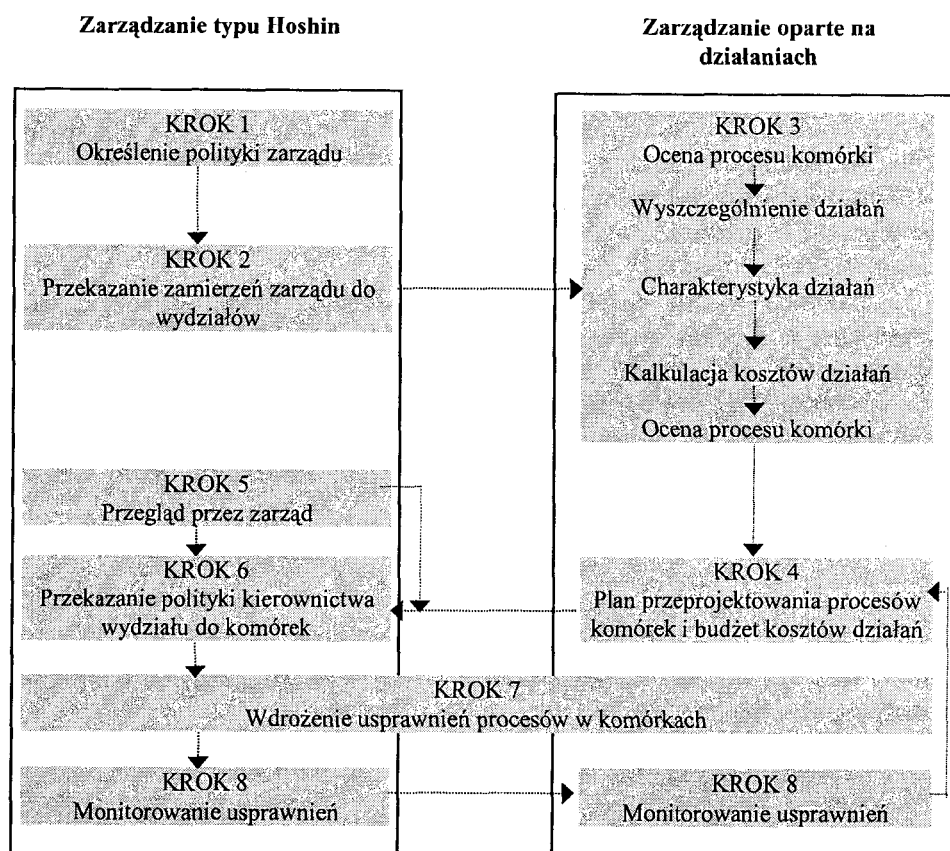 Zarządzanie typu Hoshin
Zarządzanie oparte na
działaniach
KROK 1
Określenie polityki zarządu
KROK 2
Przekazanie zamierzeń zarządu do
wydziałów
KROK 3
Ocena procesu komórki
Wyszczególnienie działań
Charakterystyka działań
Kalkulacja kosztów działań
Ocena procesu komórki
KROK 5
Przegląd przez zarząd
KROK 6
Przekazanie polityki kierownictwa
wydziału do komórek
KROK 4
Plan przeprojektowania procesów
komórek i budżet kosztów działań
KROK 7
Wdrożenie usprawnień procesów w komórkach
KROK 8
Monitorowanie usprawnień
KROK 8
Monitorowanie usprawnień